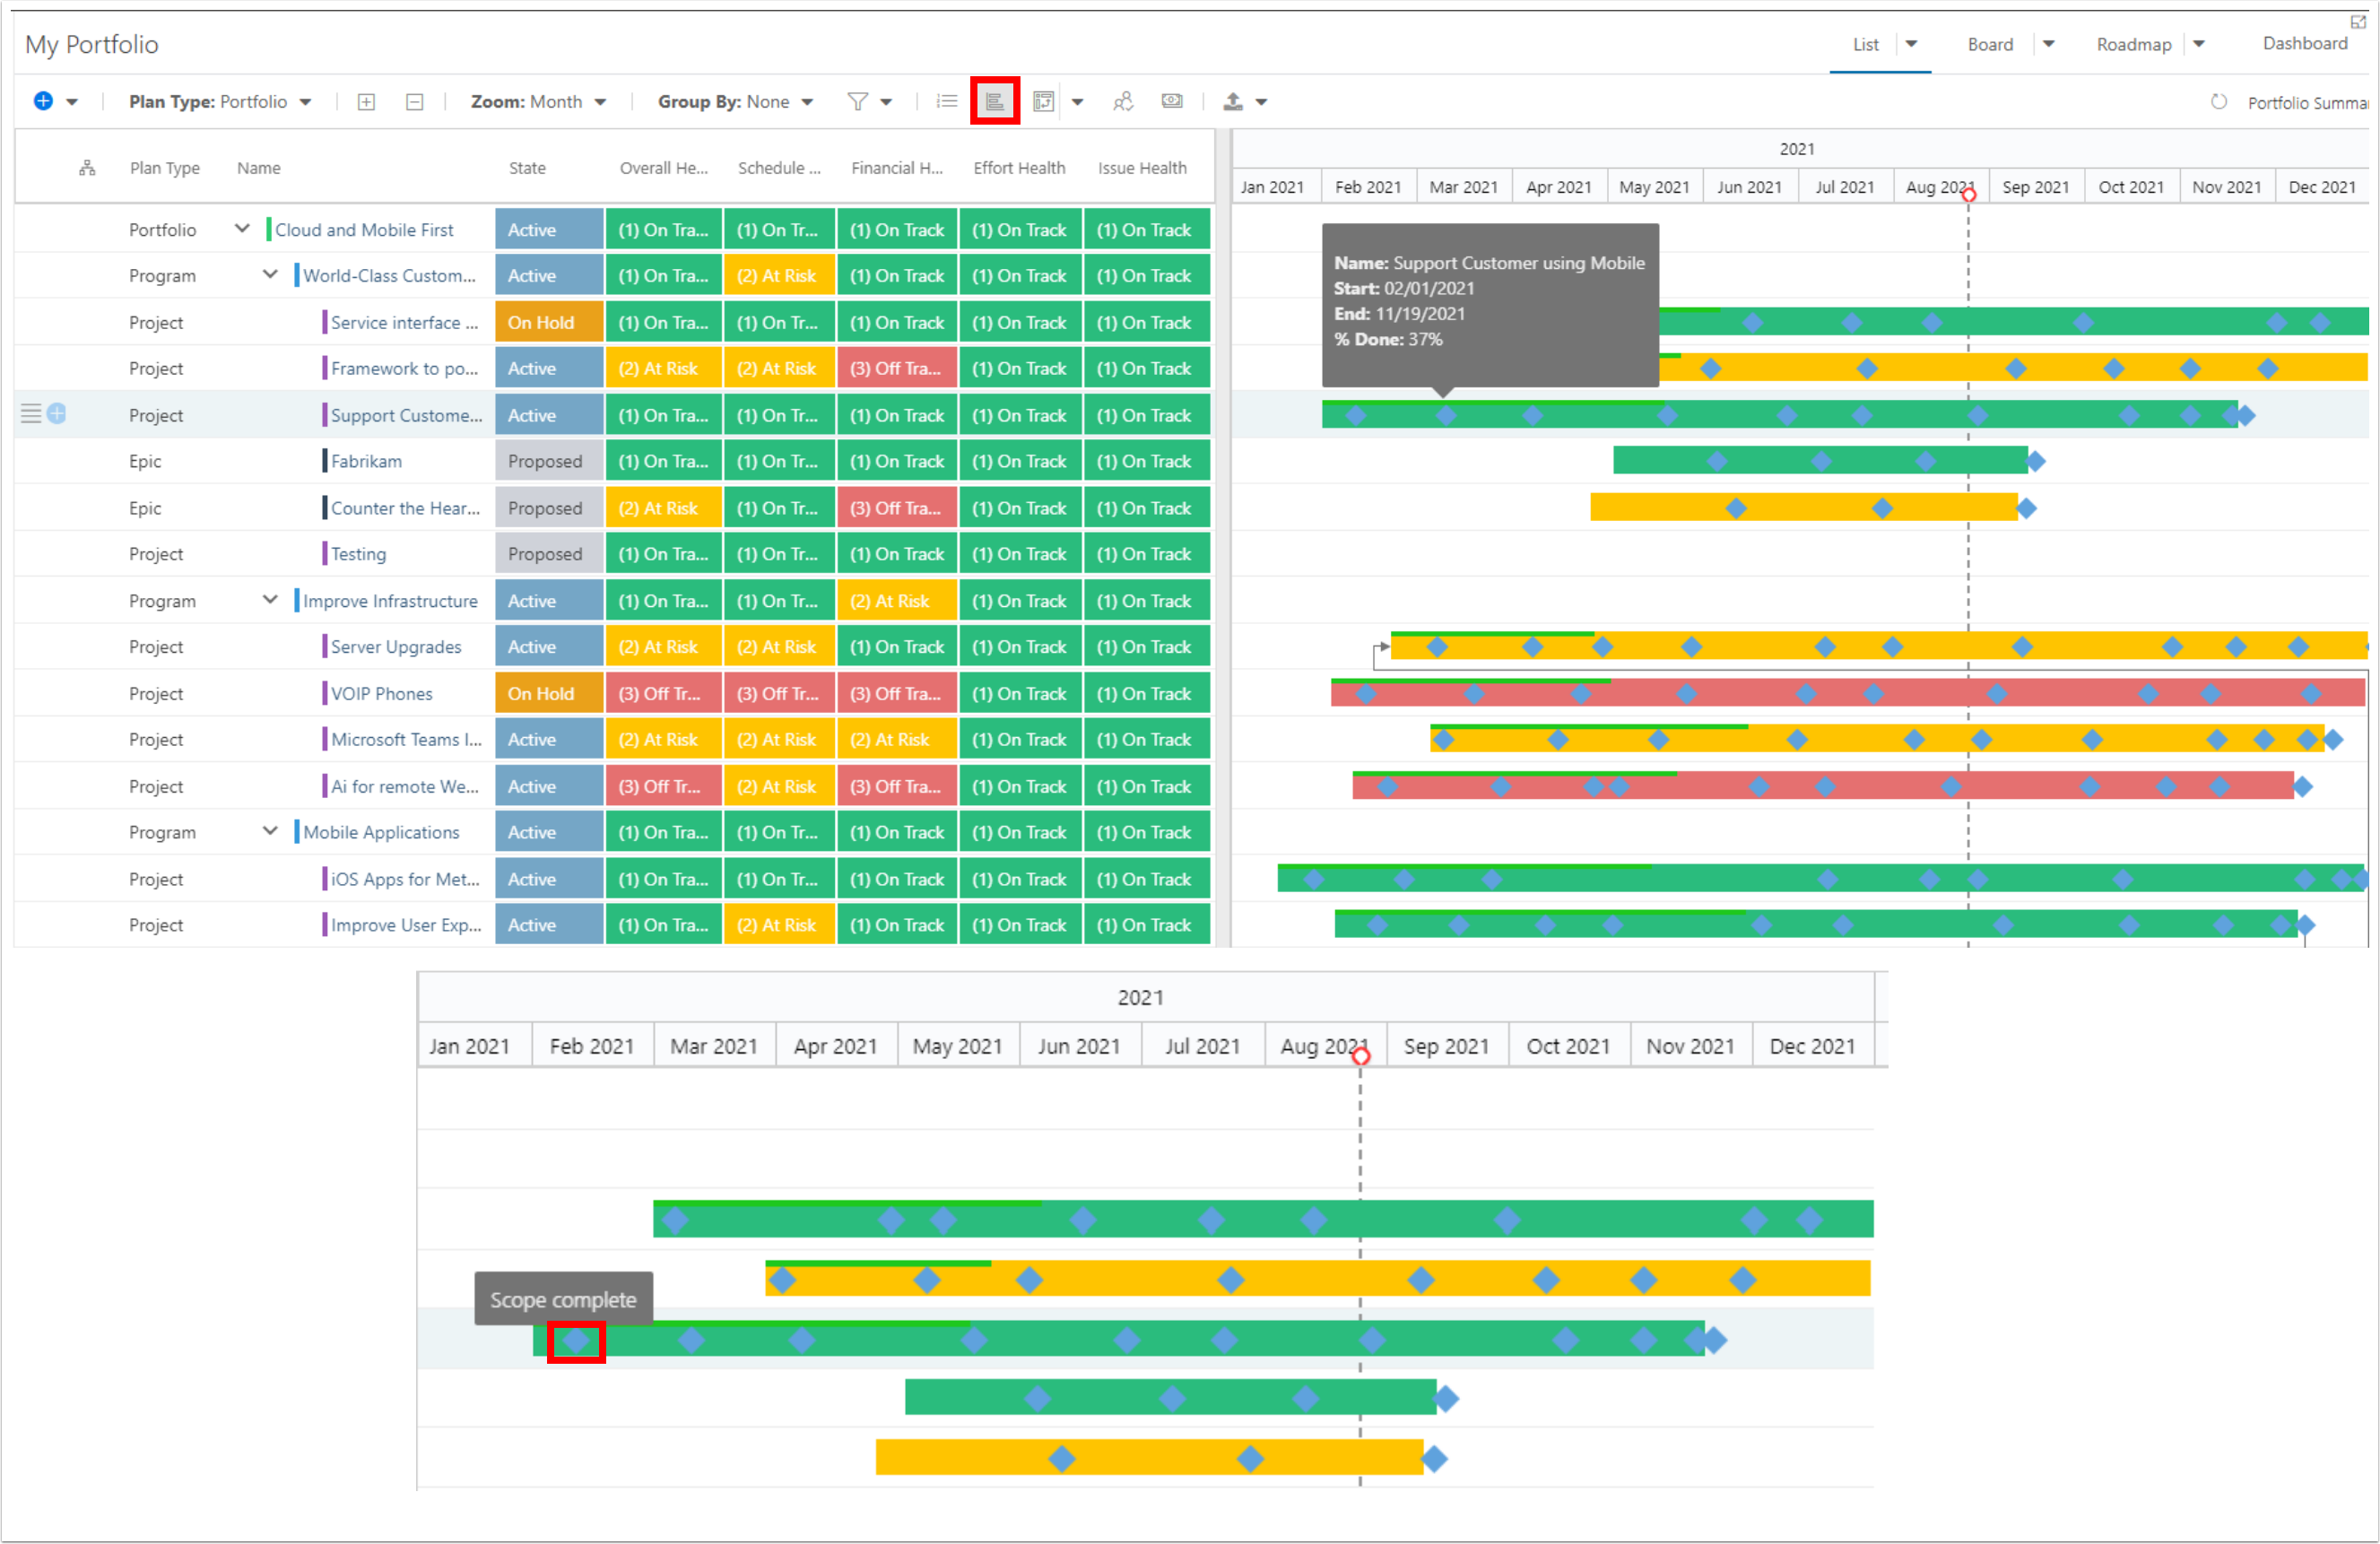 My Portfolio
List Board Roadmap Dashboard
Plan Type: Portfolio Zoom: Month Group By: None Portfolio Summar
Plan Type Name State Overall He... Schedule ... Financial H... Effort Health Issue Health
2021
Jan 2021 Feb 2021 Mar 2021 Apr 2021 May 2021 Jun 2021 Jul 2021 Aug 2021 Sep 2021 Oct 2021 Nov 2021 Dec 2021
Portfolio Cloud and Mobile First Active (1) On Tra... (1) On Tr... (1) On Track (1) On Track (1) On Track
Program World-Class Custom... Active (1) On Tra... (2) At Risk (1) On Track (1) On Track (1) On Track
Project Service interface ... On Hold (1) On Tra... (1) On Tr... (1) On Track (1) On Track (1) On Track
Project Framework to po... Active (2) At Risk (2) At Risk (3) Off Tra... (1) On Track (1) On Track
Project Support Custome... Active (1) On Tra... (1) On Tr... (1) On Track (1) On Track (1) On Track
Epic Fabrikam Proposed (1) On Tra... (1) On Tr... (1) On Track (1) On Track (1) On Track
Epic Counter the Hear... Proposed (2) At Risk (1) On Tr... (3) Off Tra... (1) On Track (1) On Track
Project Testing Proposed (1) On Tra... (1) On Tr... (1) On Track (1) On Track (1) On Track
Program Improve Infrastructure Active (1) On Tra... (1) On Tr... (2) At Risk (1) On Track (1) On Track
Project Server Upgrades Active (2) At Risk (2) At Risk (1) On Track (1) On Track (1) On Track
Project VOIP Phones On Hold (3) Off Tr... (3) Off Tr... (3) Off Tra... (1) On Track (1) On Track
Project Microsoft Teams I... Active (2) At Risk (2) At Risk (2) At Risk (1) On Track (1) On Track
Project Ai for remote We... Active (3) Off Tr... (2) At Risk (3) Off Tra... (1) On Track (1) On Track
Program Mobile Applications Active (1) On Tra... (1) On Tr... (1) On Track (1) On Track (1) On Track
Project iOS Apps for Met... Active (1) On Tra... (1) On Tr... (1) On Track (1) On Track (1) On Track
Project Improve User Exp... Active (1) On Tra... (2) At Risk (1) On Track (1) On Track (1) On Track
Name: Support Customer using Mobile
Start: 02/01/2021
End: 11/19/2021
% Done: 37%
2021
Jan 2021 Feb 2021 Mar 2021 Apr 2021 May 2021 Jun 2021 Jul 2021 Aug 2021 Sep 2021 Oct 2021 Nov 2021 Dec 2021
Scope complete